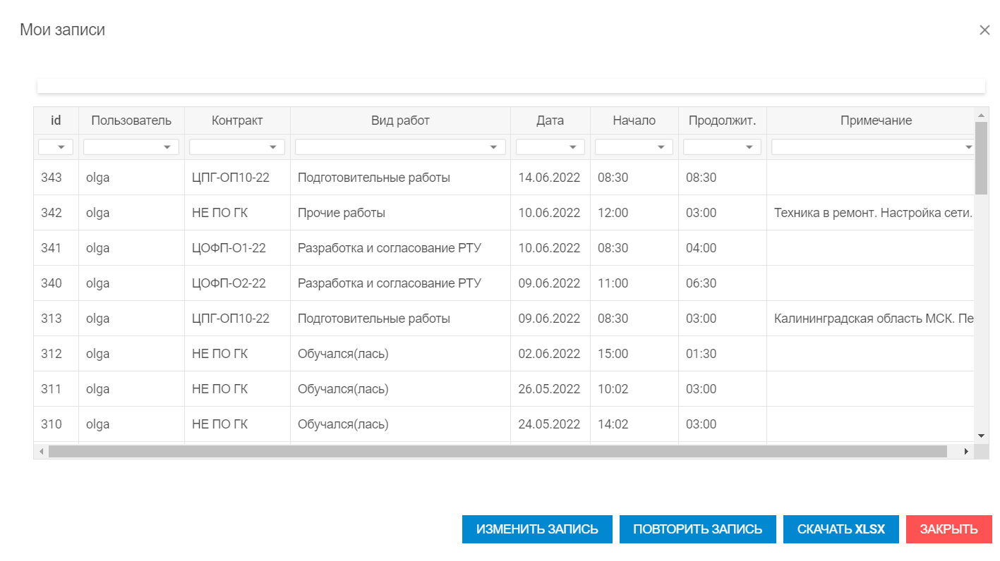 Мои записи
id Пользователь Контракт Вид работ Дата Начало Продолжит. Примечание
343 olga ЦПГ-ОП10-22 Подготовительные работы 14.06.2022 08:30 08:30
342 olga НЕ ПО ГК Прочие работы 10.06.2022 12:00 03:00 Техника в ремонт. Настройка сети.
341 olga ЦОФП-О1-22 Разработка и согласование РТУ 10.06.2022 08:30 04:00
340 olga ЦОФП-О2-22 Разработка и согласование РТУ 09.06.2022 11:00 06:30
313 olga ЦПГ-ОП10-22 Подготовительные работы 09.06.2022 08:30 03:00 Калининградская область МСК. Пе
312 olga НЕ ПО ГК Обучался(лась) 02.06.2022 15:00 01:30
311 olga НЕ ПО ГК Обучался(лась) 26.05.2022 10:02 03:00
310 olga НЕ ПО ГК Обучался(лась) 24.05.2022 14:02 03:00
ИЗМЕНИТЬ ЗАПИСЬ ПОВТОРИТЬ ЗАПИСЬ СКАЧАТЬ XLSX ЗАКРЫТЬ